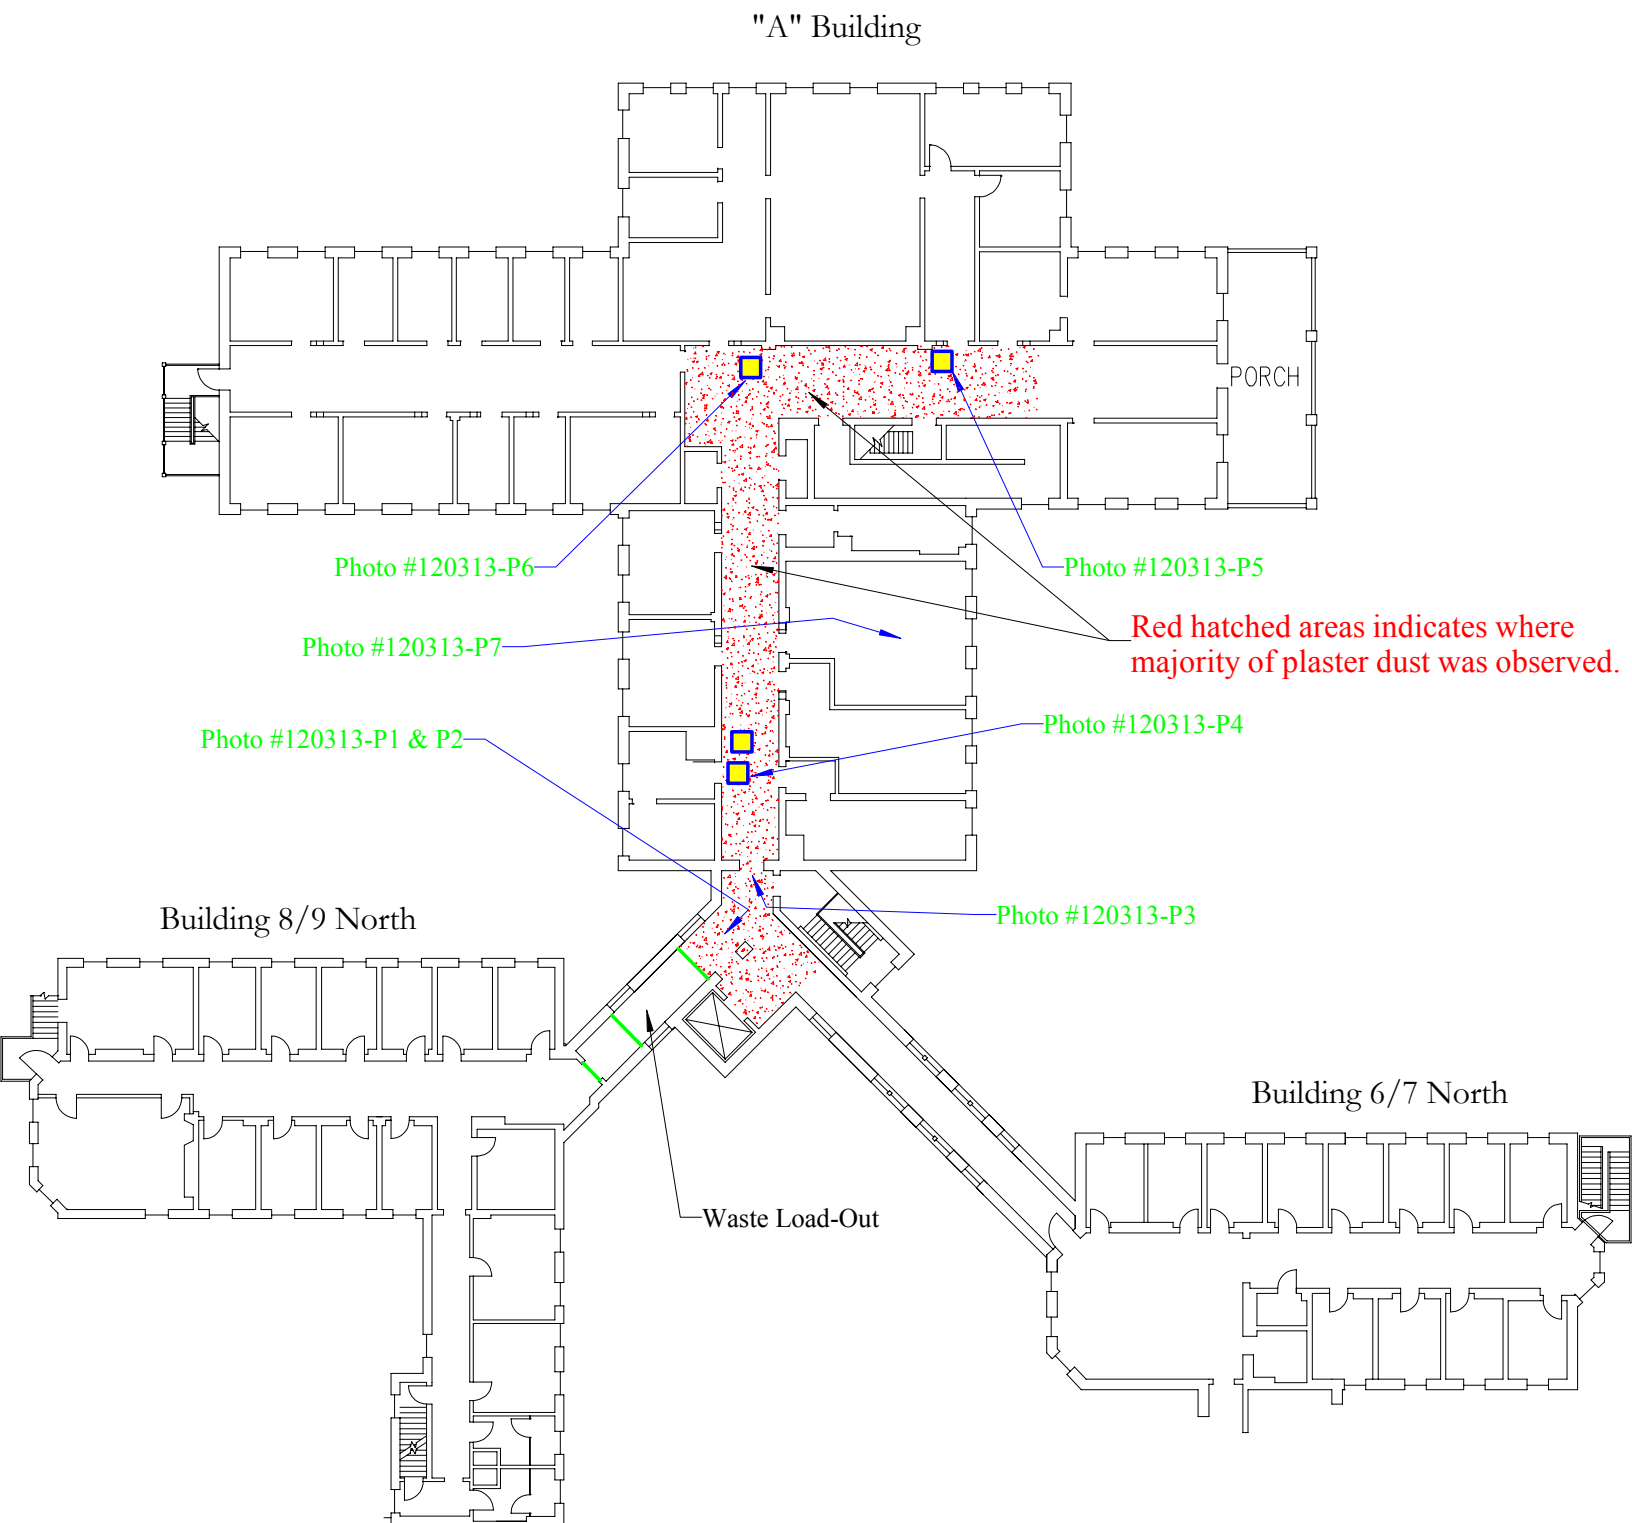 "A" Building
PORCH
Photo #120313-P6
Photo #120313-P5
Red hatched areas indicates where
majority of plaster dust was observed.
Photo #120313-P7
Photo #120313-P4
Photo #120313-P1 & P2
Building 8/9 North
Photo #120313-P3
Building 6/7 North
Waste Load-Out